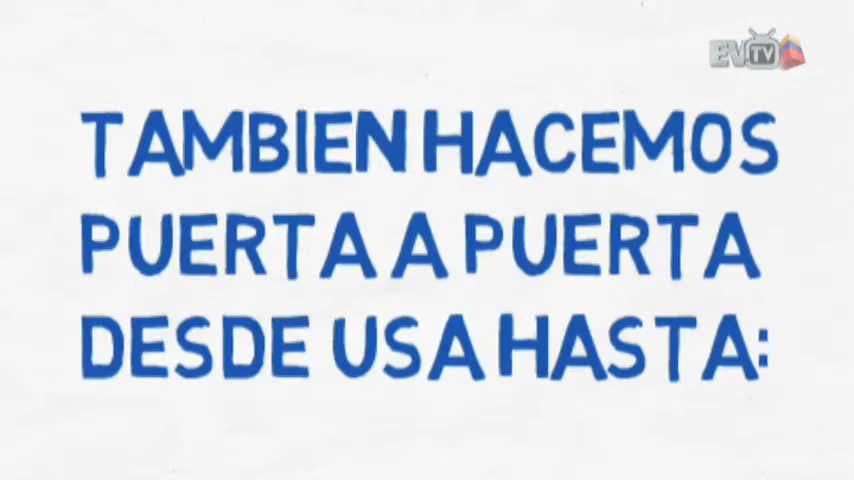 EVTV
TAMBIEN HACEMOS
PUERTA A PUERTA
DESDE USA HASTA: